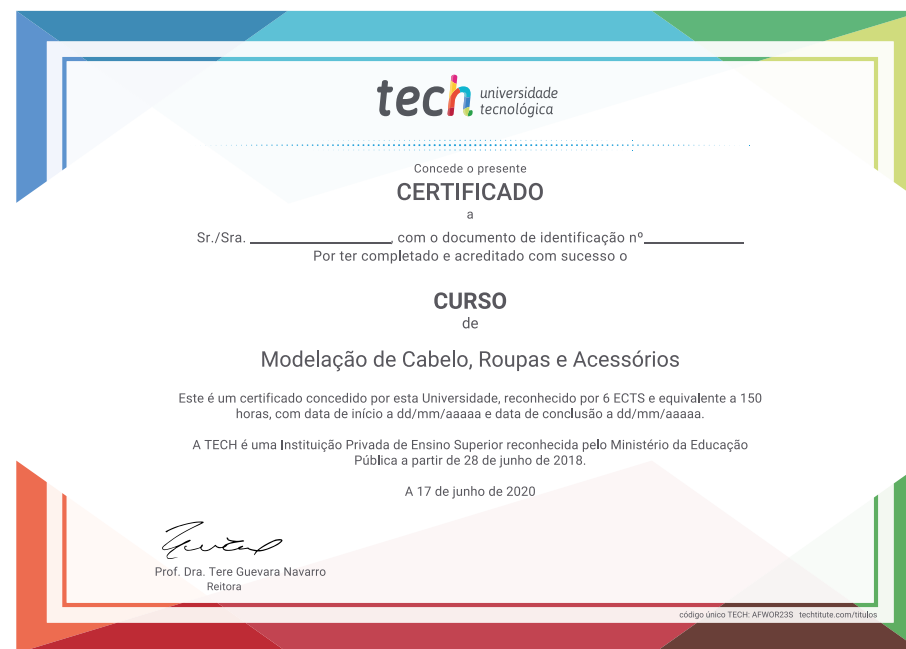 tech universidade
tecnológica
Concede o presente
CERTIFICADO
a
Sr./Sra. ____________________, com o documento de identificação nº______________
Por ter completado e acreditado com sucesso o
CURSO
de
Modelação de Cabelo, Roupas e Acessórios
Este é um certificado concedido por esta Universidade, reconhecido por 6 ECTS e equivalente a 150
horas, com data de início a dd/mm/aaaaa e data de conclusão a dd/mm/aaaaa.
A TECH é uma Instituição Privada de Ensino Superior reconhecida pelo Ministério da Educação
Pública a partir de 28 de junho de 2018.
A 17 de junho de 2020
Prof. Dra. Tere Guevara Navarro
Reitora
código único TECH: AFWOR23S techtitute.com/titulos